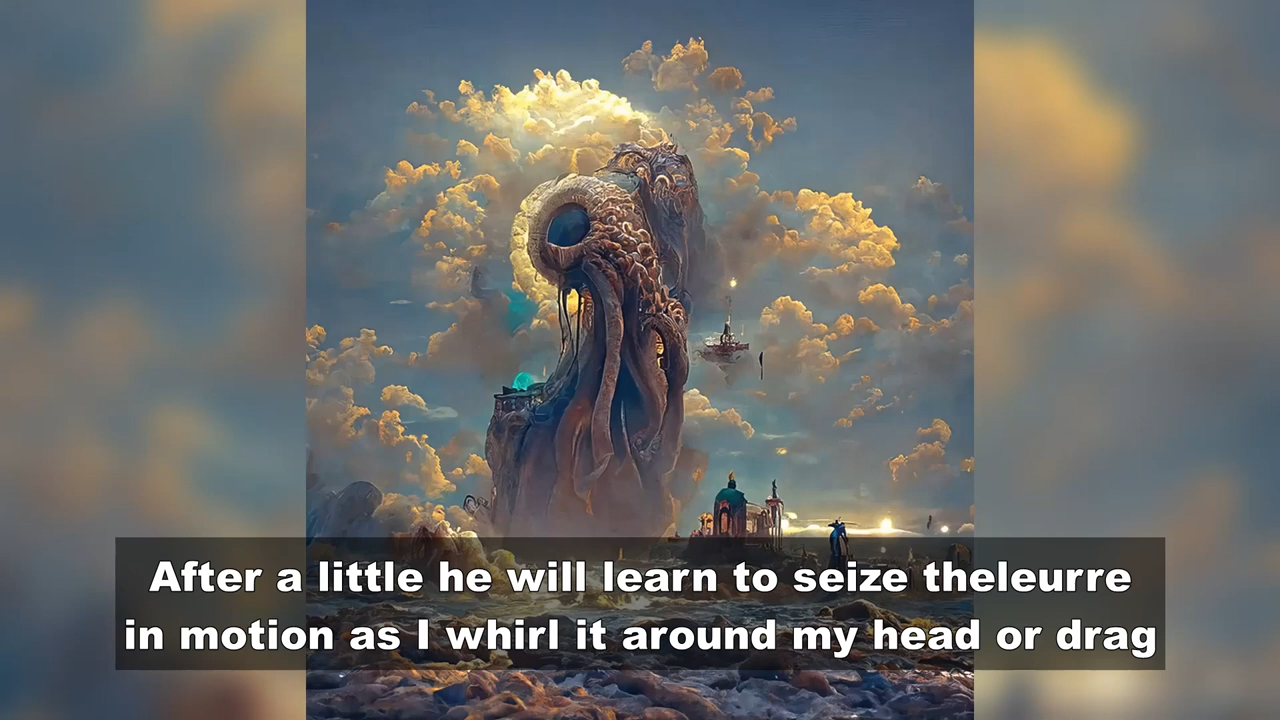 After a little he will learn to seize theleurre
in motion as I whirl it around my head or drag